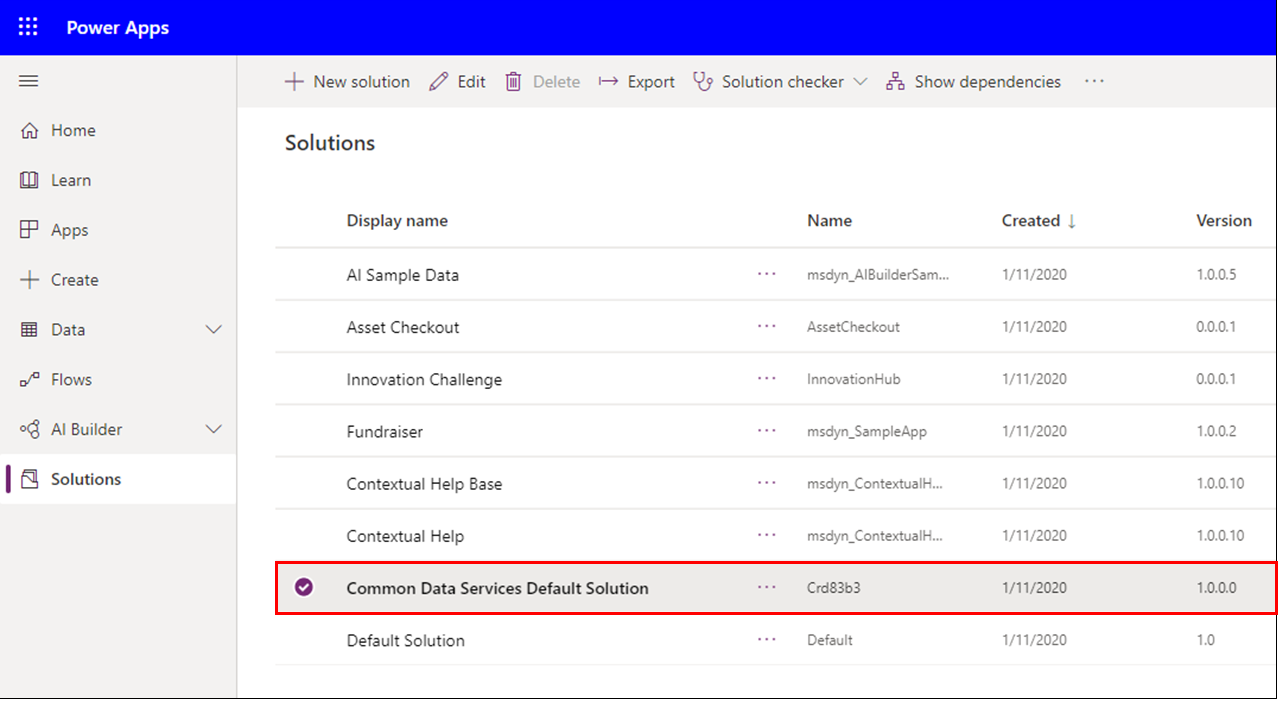 Power Apps
New solution Edit Delete Export Solution checker Show dependencies ...
Home
Learn
Apps
Create
Data
Flows
AI Builder
Solutions
Solutions
Display name Name Created ↓ Version
AI Sample Data ... msdyn_AIBuilderSam... 1/11/2020 1.0.0.5
Asset Checkout ... AssetCheckout 1/11/2020 0.0.0.1
Innovation Challenge ... InnovationHub 1/11/2020 0.0.0.1
Fundraiser ... msdyn_SampleApp 1/11/2020 1.0.0.2
Contextual Help Base ... msdyn_ContextualH... 1/11/2020 1.0.0.10
Contextual Help ... msdyn_ContextualH... 1/11/2020 1.0.0.10
Common Data Services Default Solution ... Crd83b3 1/11/2020 1.0.0.0
Default Solution ... Default 1/11/2020 1.0